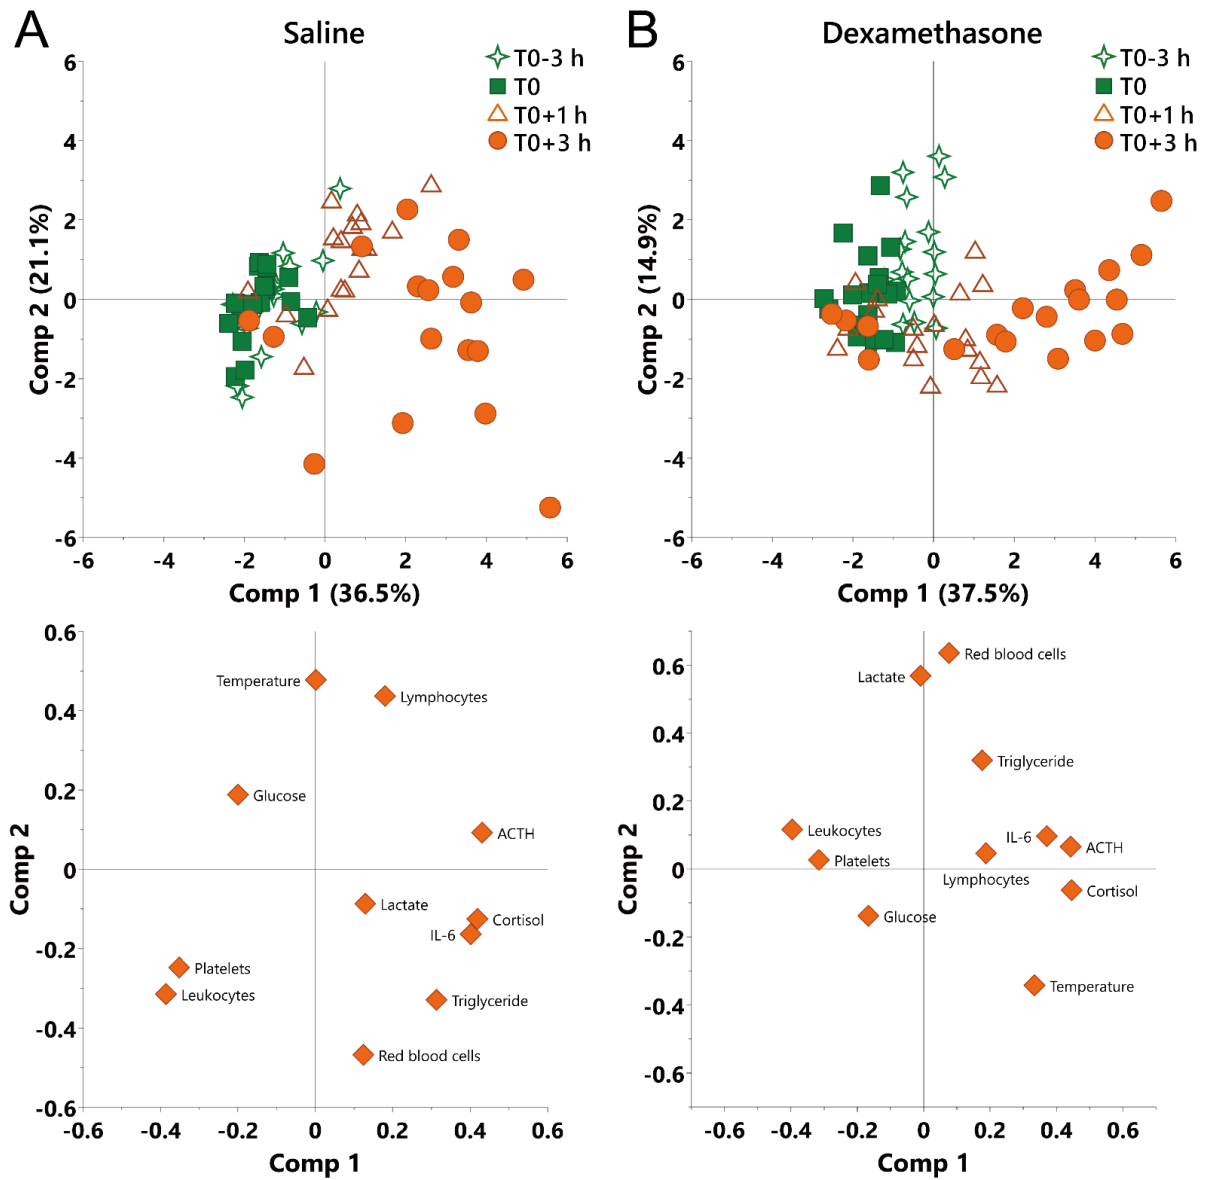 A
Saline
T0-3 h
T0
T0+1 h
T0+3 h
6
4
2
0
-2
-4
-6
Comp 2 (21.1%)
-6
-4
-2
0
2
4
6
Comp 1 (36.5%)
B
Dexamethasone
T0-3 h
T0
T0+1 h
T0+3 h
6
4
2
0
-2
-4
-6
Comp 2 (14.9%)
-6
-4
-2
0
2
4
6
Comp 1 (37.5%)
0.6
0.4
0.2
0
-0.2
-0.4
-0.6
Comp 2
Temperature
Lymphocytes
Glucose
ACTH
Lactate
Cortisol
IL-6
Platelets
Leukocytes
Triglyceride
Red blood cells
-0.6
-0.4
-0.2
0
0.2
0.4
0.6
Comp 1
0.6
0.4
0.2
0
-0.2
-0.4
-0.6
Comp 2
Red blood cells
Lactate
Triglyceride
Leukocytes
IL-6
ACTH
Platelets
Lymphocytes
Cortisol
Glucose
Temperature
-0.6
-0.4
-0.2
0
0.2
0.4
0.6
Comp 1